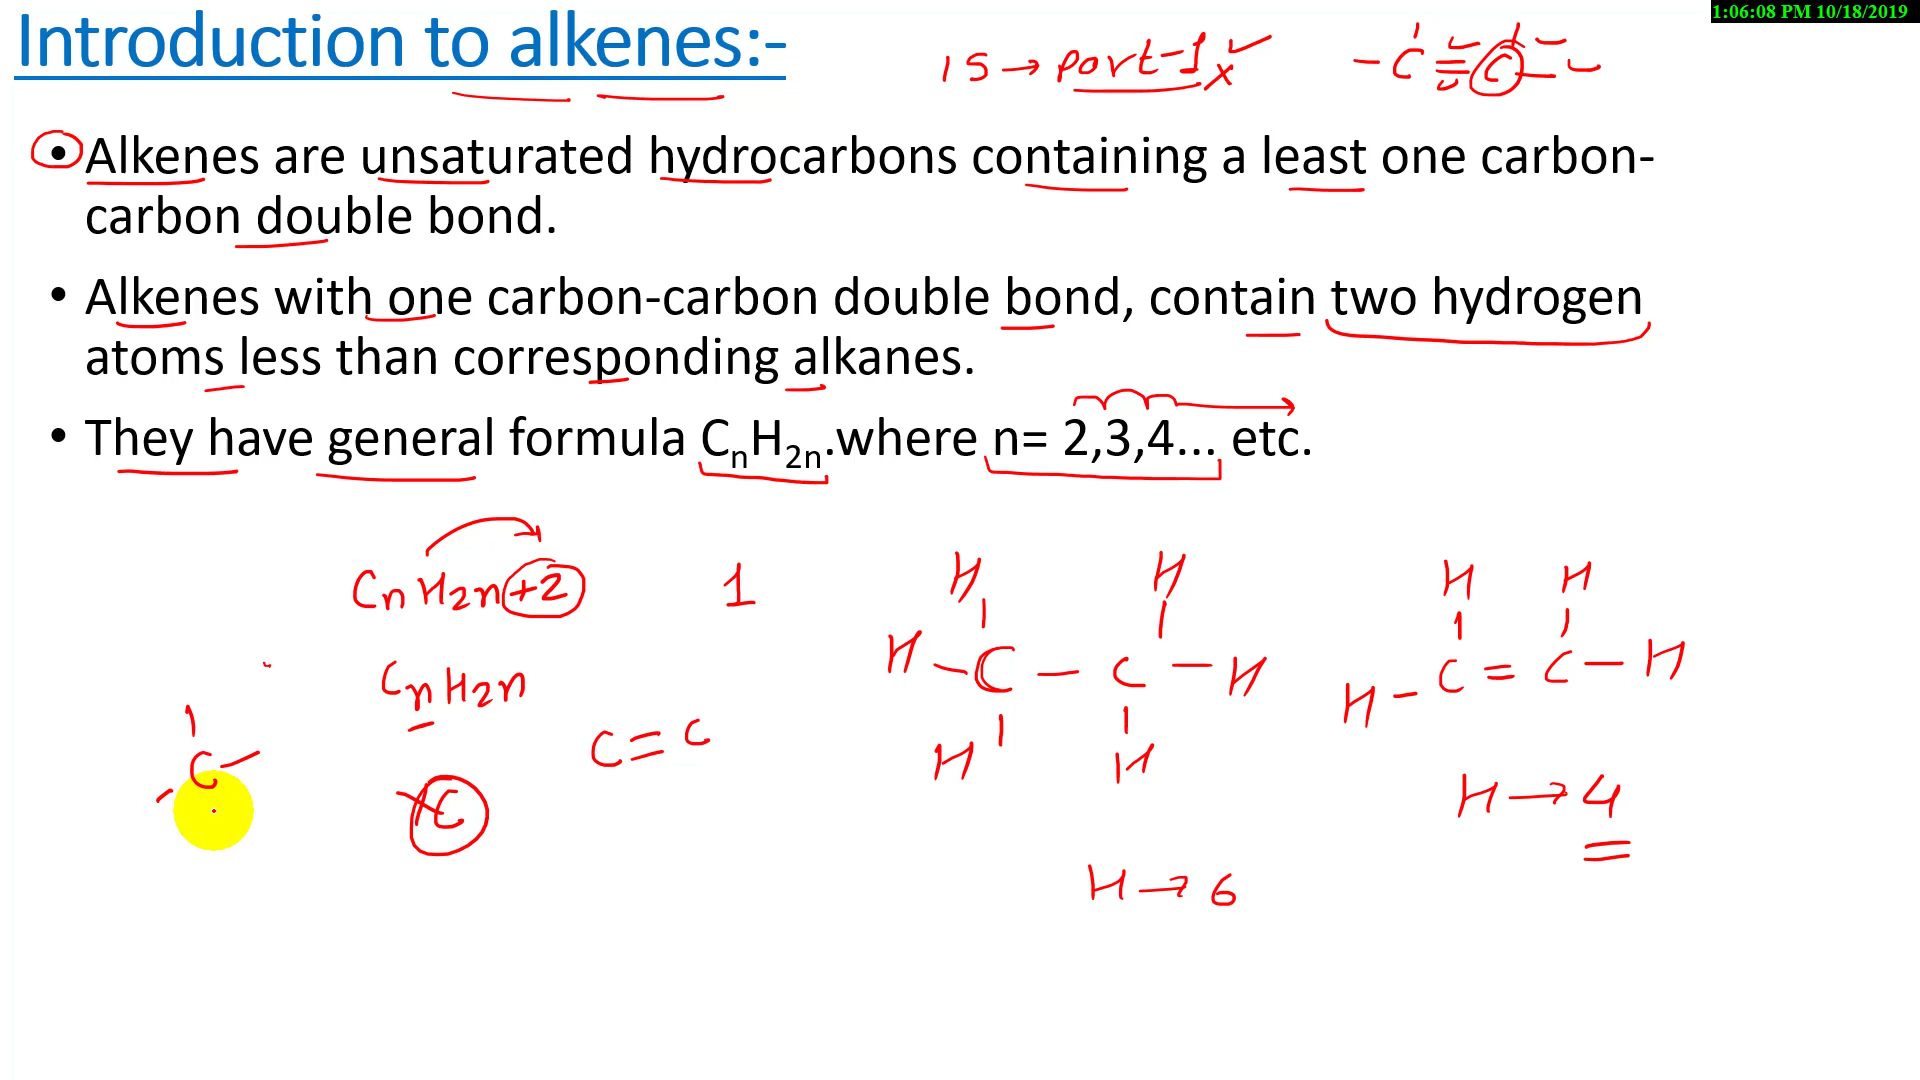 1:06:08 PM 10/18/2019
Introduction to alkenes:-
15 → part-1
- C = C -
• Alkenes are unsaturated hydrocarbons containing a least one carbon-
carbon double bond.
• Alkenes with one carbon-carbon double bond, contain two hydrogen
atoms less than corresponding alkanes.
• They have general formula CnH2n.where n= 2,3,4... etc.
CnH2n+2
1
H H
H - C - C - H
H H
H H
H - C = C - H
CnH2n
C = C
C
C
H → 4
H → 6